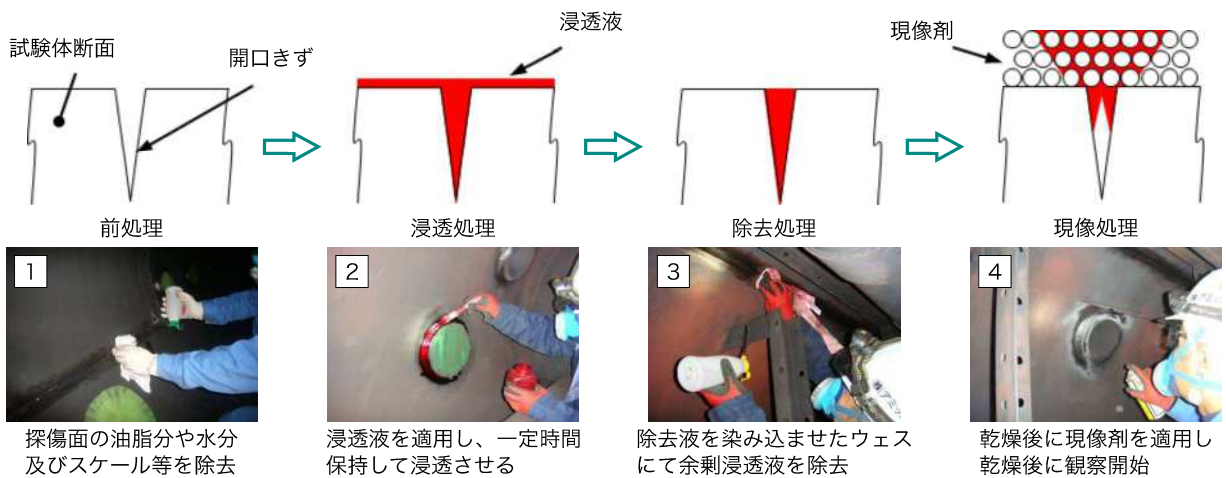 試験体断面
開口きず
浸透液
現像剤
前処理
浸透処理
除去処理
現像処理
1
2
3
4
探傷面の油脂分や水分
及びスケール等を除去
浸透液を適用し、一定時間
保持して浸透させる
除去液を染み込ませたウェス
にて余剰浸透液を除去
乾燥後に現像剤を適用し
乾燥後に観察開始